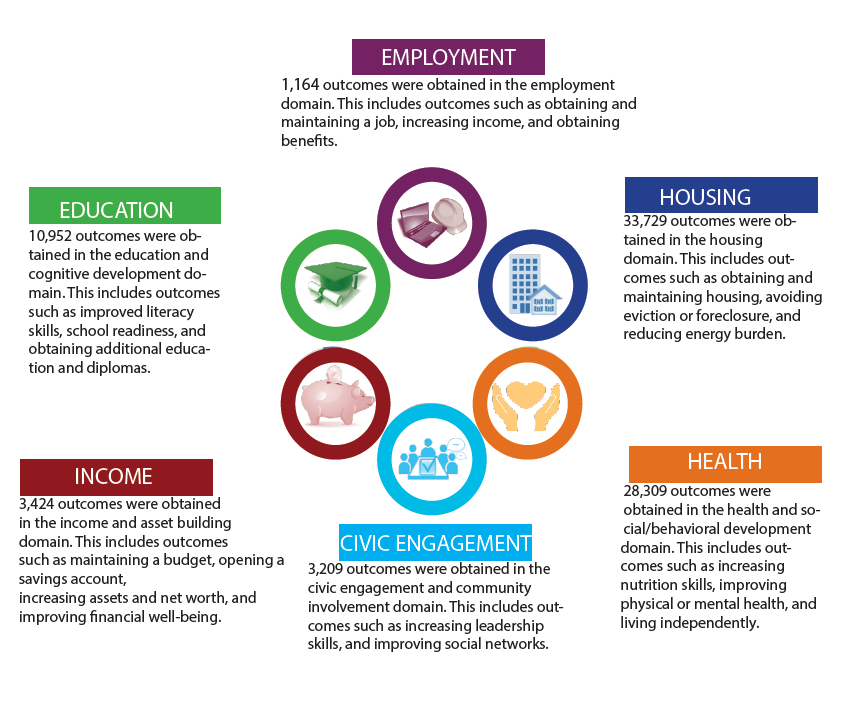 EMPLOYMENT
1,164 outcomes were obtained in the employment
domain. This includes outcomes such as obtaining and
maintaining a job, increasing income, and obtaining
benefits.
EDUCATION
10,952 outcomes were ob-
tained in the education and
cognitive development do-
main. This includes outcomes
such as improved literacy
skills, school readiness, and
obtaining additional educa-
tion and diplomas.
HOUSING
33,729 outcomes were ob-
tained in the housing
domain. This includes out-
comes such as obtaining and
maintaining housing, avoiding
eviction or foreclosure, and
reducing energy burden.
INCOME
3,424 outcomes were obtained
in the income and asset building
domain. This includes outcomes
such as maintaining a budget, opening a
savings account,
increasing assets and net worth, and
improving financial well-being.
CIVIC ENGAGEMENT
3,209 outcomes were obtained in the
civic engagement and community
involvement domain. This includes out-
comes such as increasing leadership
skills, and improving social networks.
HEALTH
28,309 outcomes were
obtained in the health and so-
cial/behavioral development
domain. This includes out-
comes such as increasing
nutrition skills, improving
physical or mental health, and
living independently.